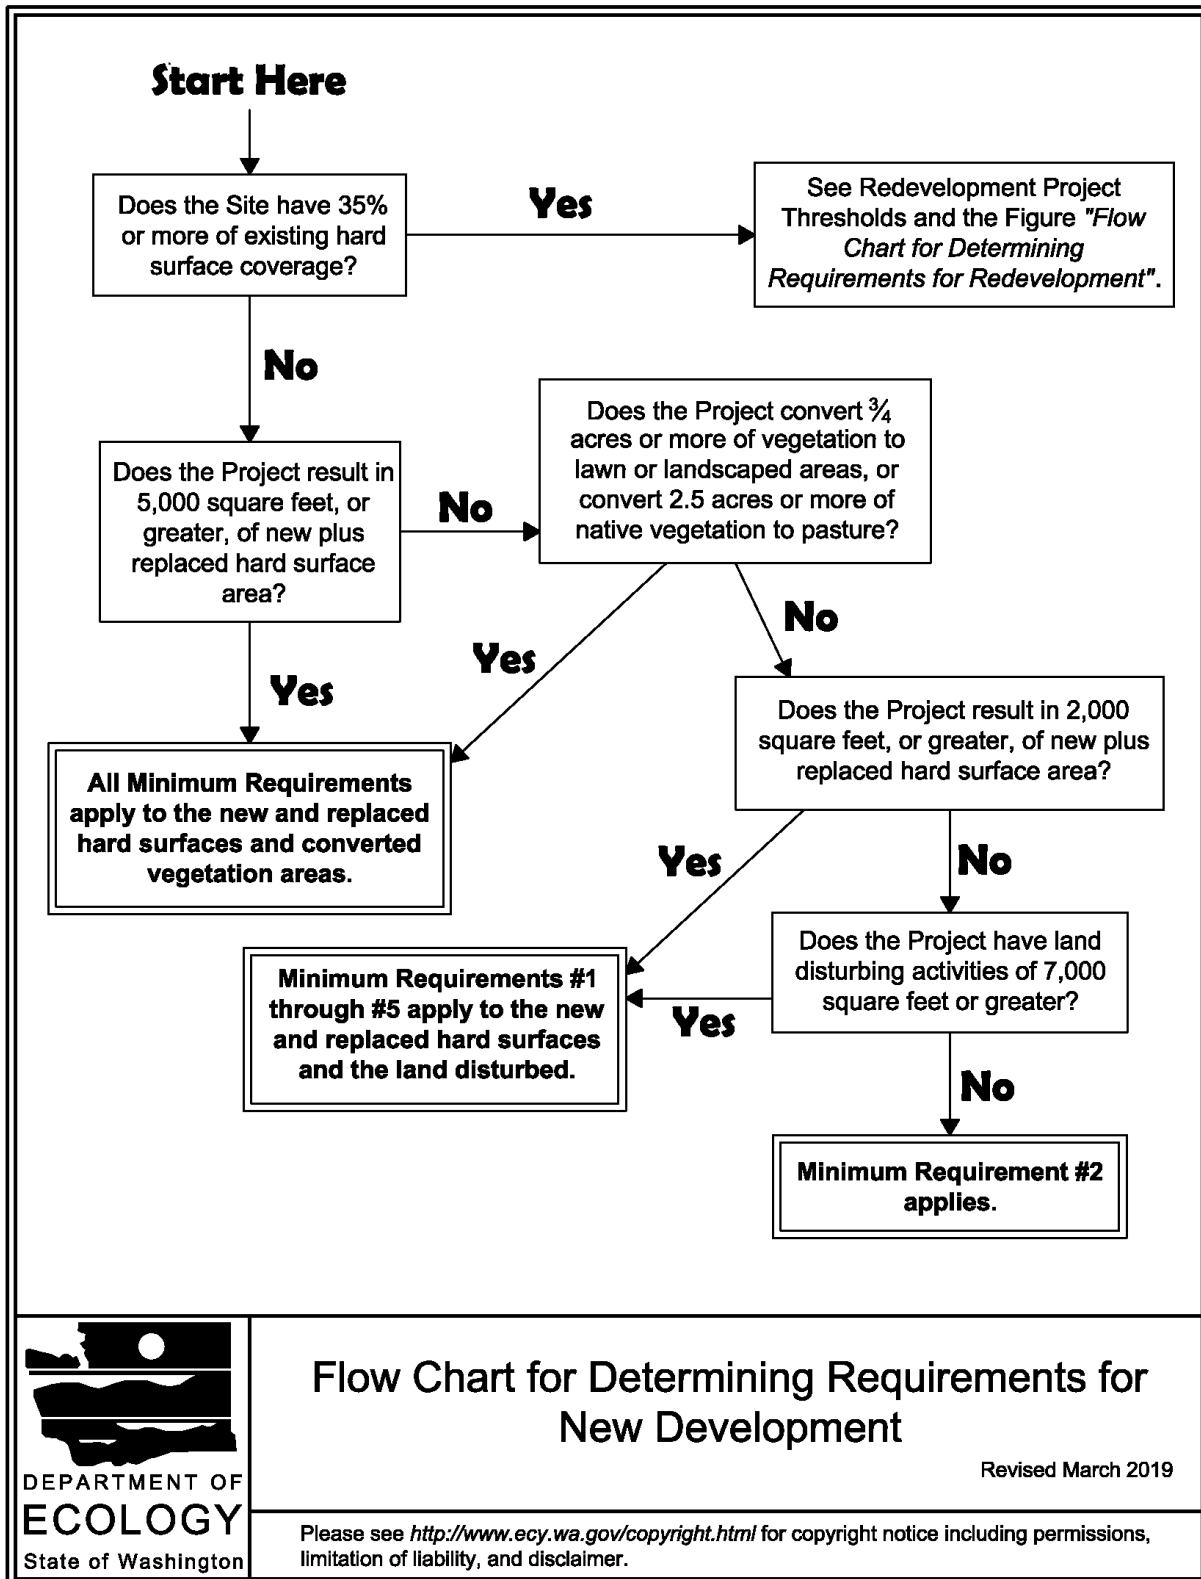 Start Here
Does the Site have 35%
or more of existing hard
surface coverage?
Yes
See Redevelopment Project
Thresholds and the Figure "Flow
Chart for Determining
Requirements for Redevelopment".
No
Does the Project result in
5,000 square feet, or
greater, of new plus
replaced hard surface
area?
No
Does the Project convert ¾
acres or more of vegetation to
lawn or landscaped areas, or
convert 2.5 acres or more of
native vegetation to pasture?
Yes
Yes
No
All Minimum Requirements
apply to the new and replaced
hard surfaces and converted
vegetation areas.
Does the Project result in 2,000
square feet, or greater, of new plus
replaced hard surface area?
Yes
No
Minimum Requirements #1
through #5 apply to the new
and replaced hard surfaces
and the land disturbed.
Yes
Does the Project have land
disturbing activities of 7,000
square feet or greater?
No
Minimum Requirement #2
applies.
DEPARTMENT OF
ECOLOGY
State of Washington
Flow Chart for Determining Requirements for
New Development
Revised March 2019
Please see http://www.ecy.wa.gov/copyright.html for copyright notice including permissions,
limitation of liability, and disclaimer.